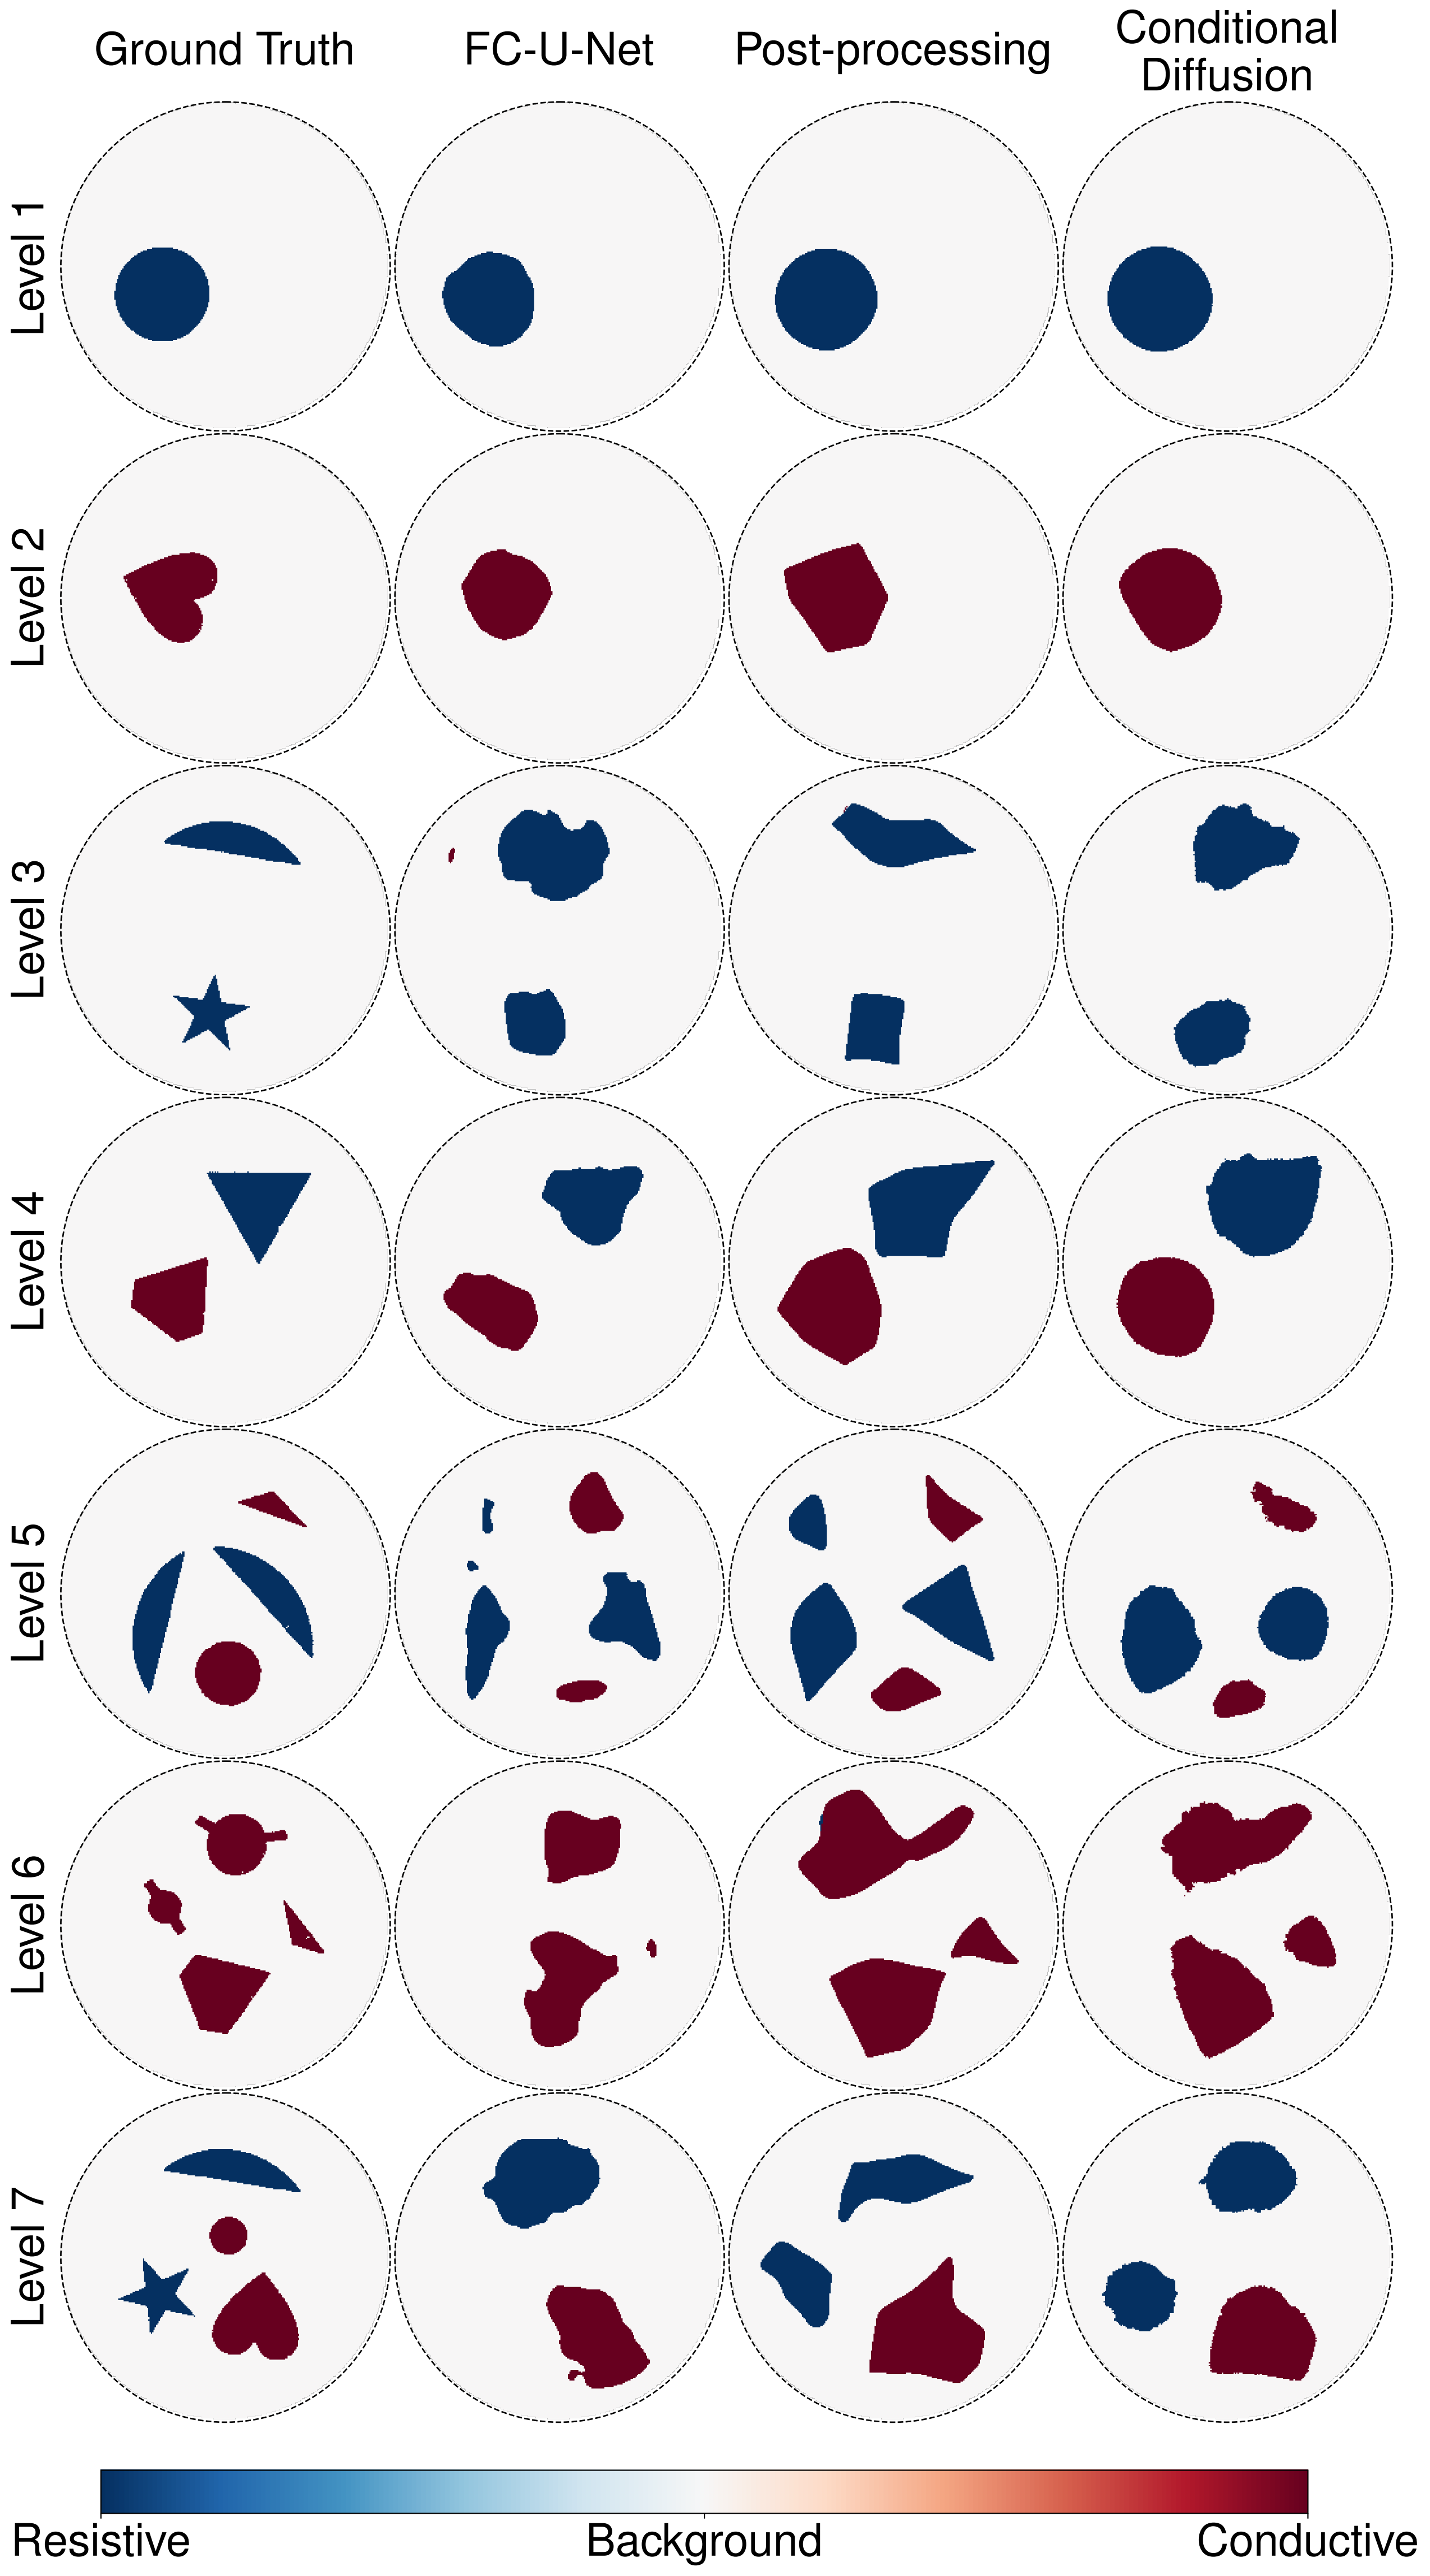 Ground Truth
FC-U-Net
Post-processing
Conditional
Diffusion
Level 1
Level 2
Level 3
Level 4
Level 5
Level 6
Level 7
Resistive
Background
Conductive